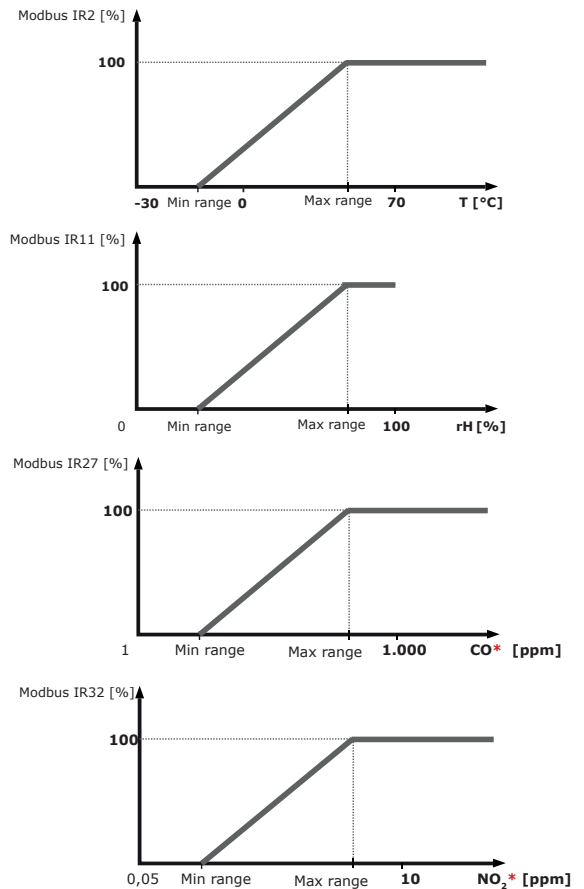 Modbus IR2 [%]
100
-30 Min range 0 Max range 70 T [°C]
Modbus IR11 [%]
100
0 Min range Max range 100 rH [%]
Modbus IR27 [%]
100
1 Min range Max range 1.000 CO* [ppm]
Modbus IR32 [%]
100
0,05 Min range Max range 10 NO₂* [ppm]